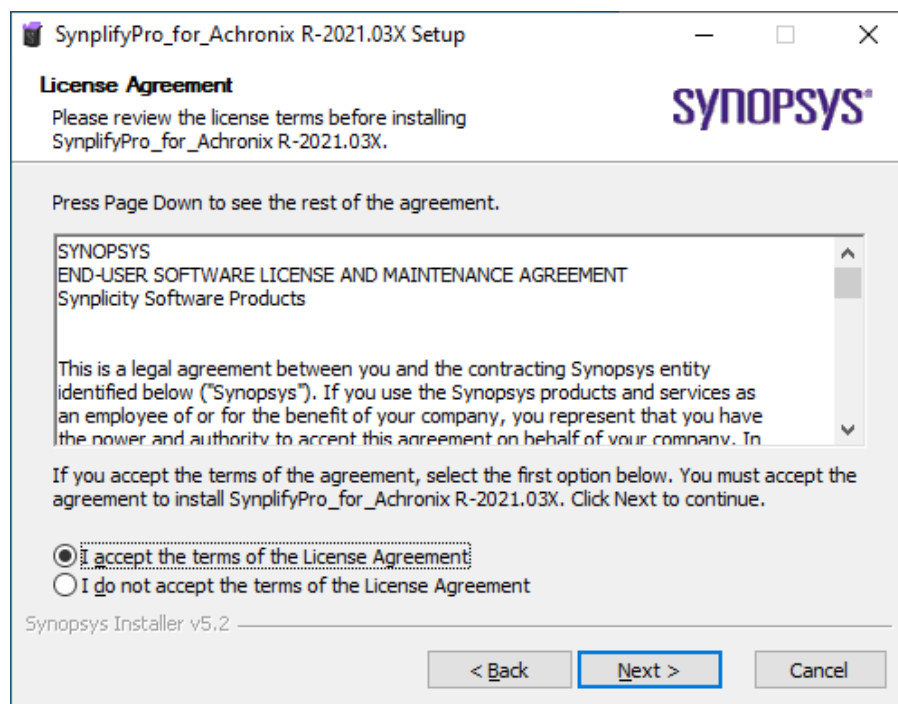 SynplifyPro_for_Achronix R-2021.03X Setup
License Agreement
Please review the license terms before installing
SynplifyPro_for_Achronix R-2021.03X.
SYNOPSYS®
Press Page Down to see the rest of the agreement.
SYNOPSYS
END-USER SOFTWARE LICENSE AND MAINTENANCE AGREEMENT
Synplicity Software Products
This is a legal agreement between you and the contracting Synopsys entity
identified below ("Synopsys"). If you use the Synopsys products and services as
an employee of or for the benefit of your company, you represent that you have
the power and authority to accept this agreement on behalf of your company. In
If you accept the terms of the agreement, select the first option below. You must accept the
agreement to install SynplifyPro_for_Achronix R-2021.03X. Click Next to continue.
I accept the terms of the License Agreement
I do not accept the terms of the License Agreement
Synopsys Installer v5.2
< Back
Next >
Cancel